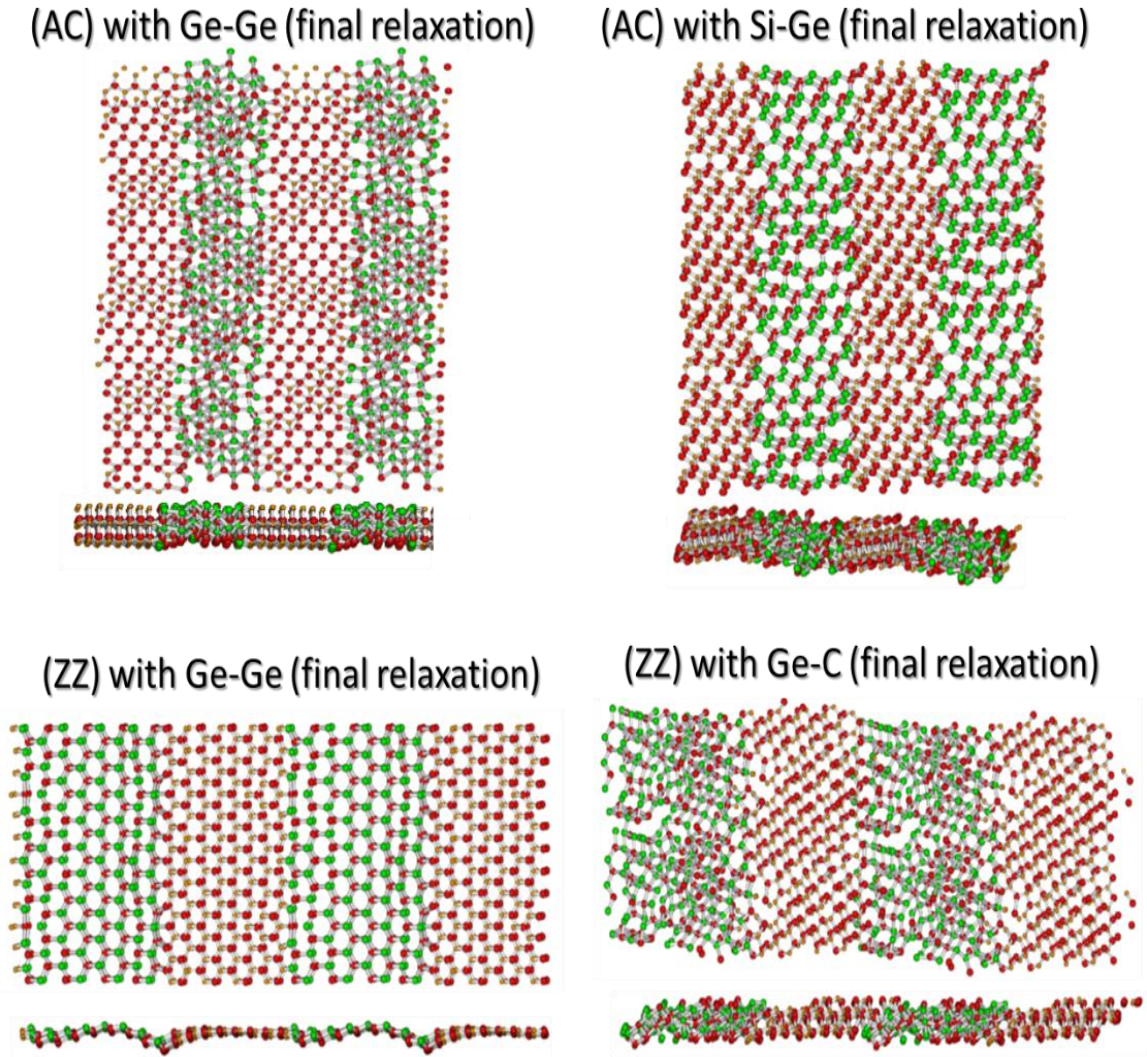 (AC) with Ge-Ge (final relaxation)
(AC) with Si-Ge (final relaxation)
(ZZ) with Ge-Ge (final relaxation)
(ZZ) with Ge-C (final relaxation)